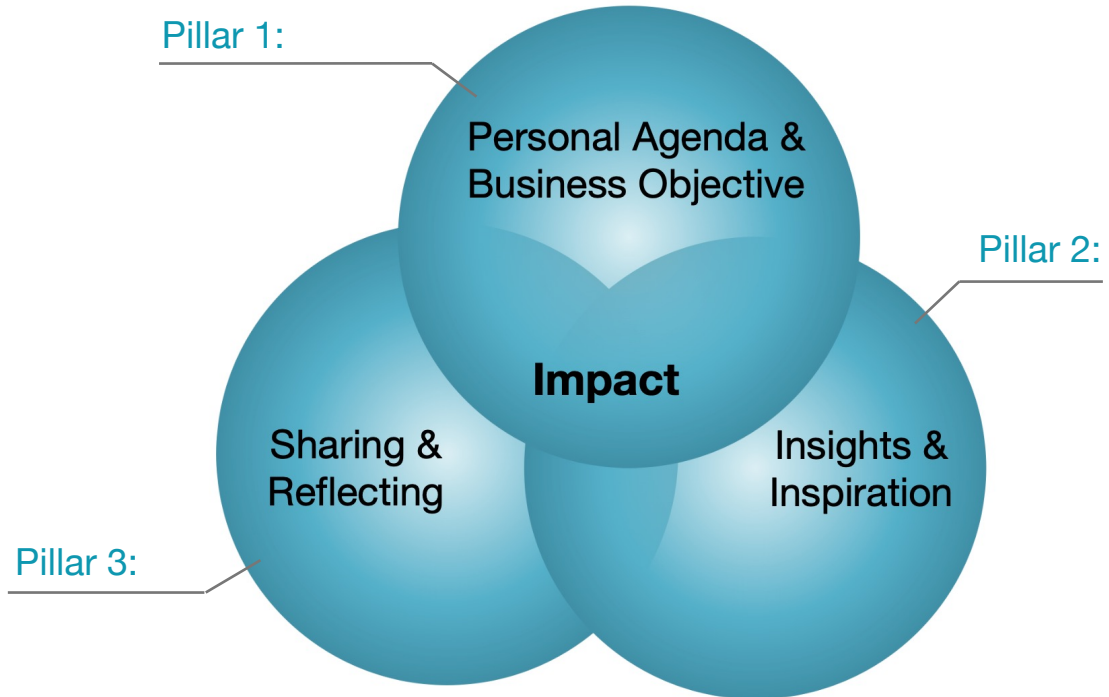 Pillar 1:
Personal Agenda &
Business Objective
Pillar 2:
Impact
Sharing &
Reflecting
Insights &
Inspiration
Pillar 3: